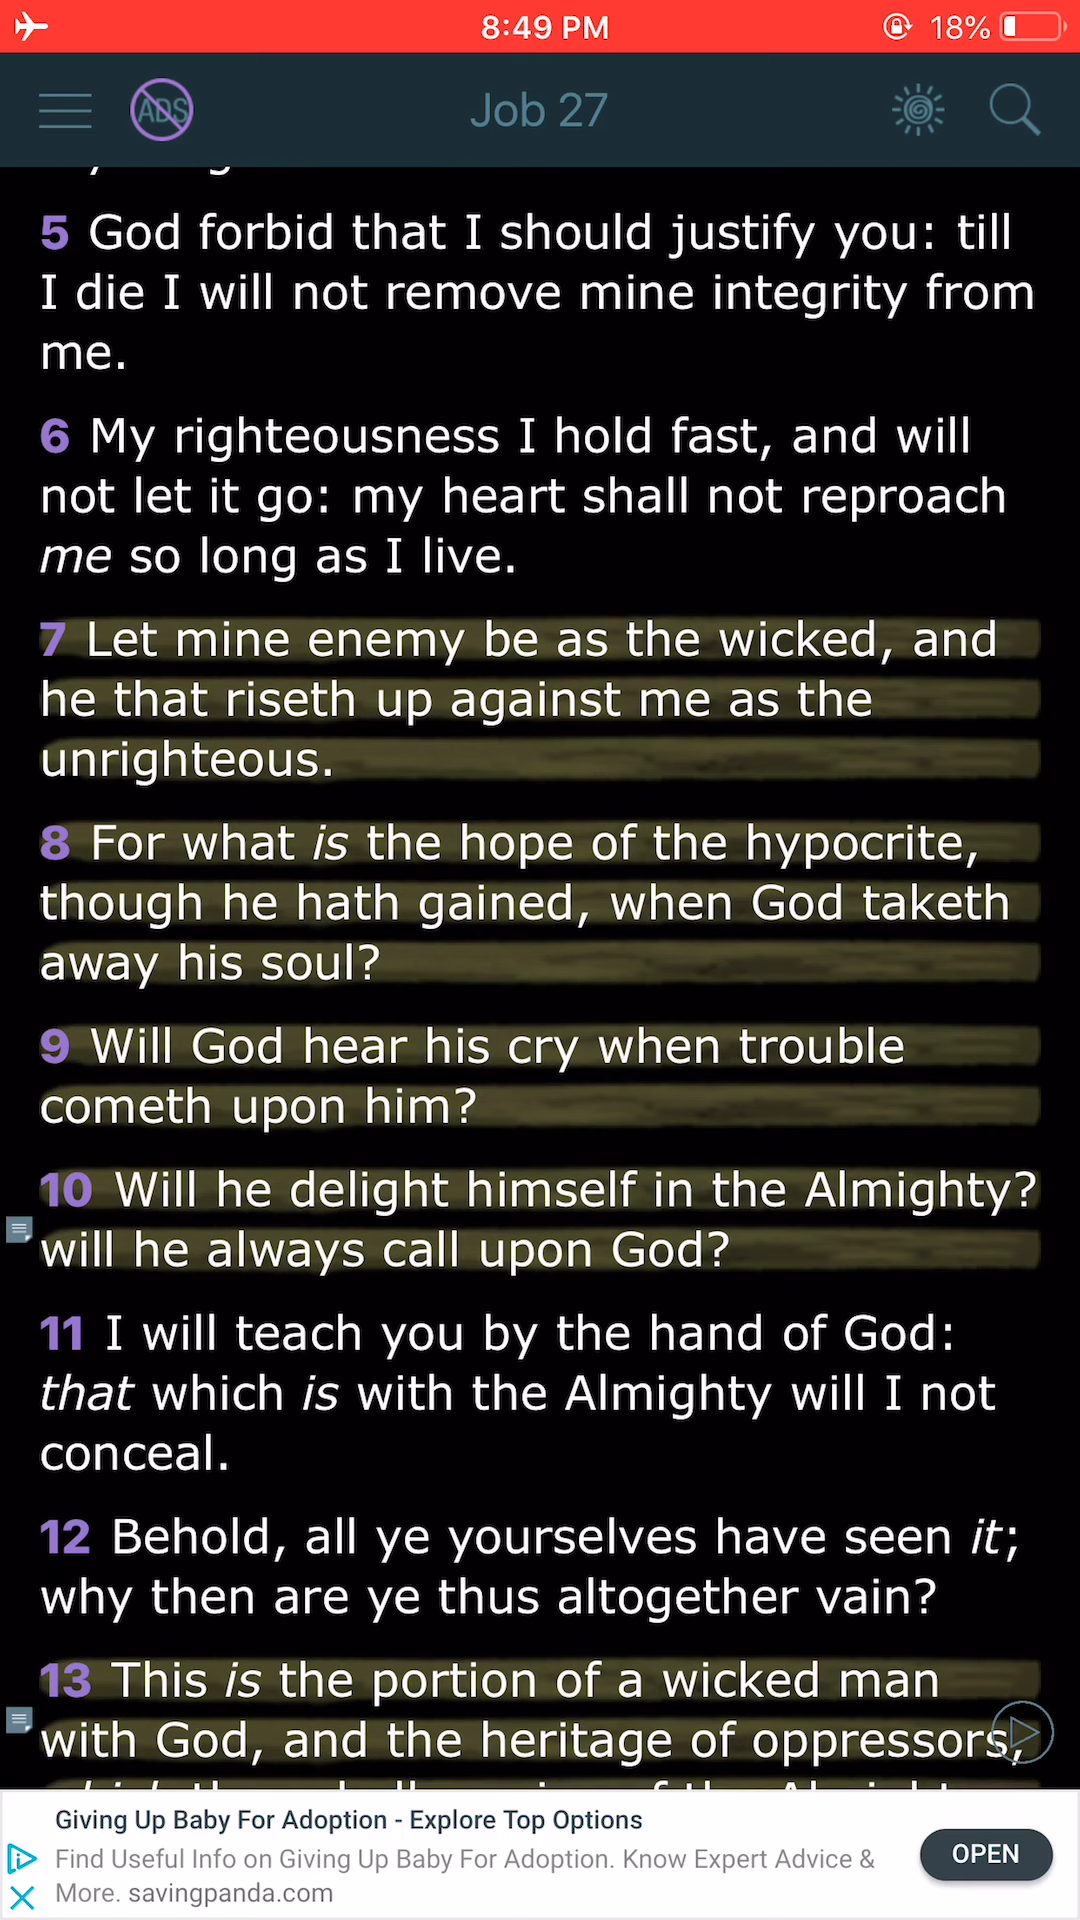 8:49 PM
18%
ADS
Job 27
5 God forbid that I should justify you: till
I die I will not remove mine integrity from
me.
6 My righteousness I hold fast, and will
not let it go: my heart shall not reproach
me so long as I live.
7 Let mine enemy be as the wicked, and
he that riseth up against me as the
unrighteous.
8 For what is the hope of the hypocrite,
though he hath gained, when God taketh
away his soul?
9 Will God hear his cry when trouble
cometh upon him?
10 Will he delight himself in the Almighty?
will he always call upon God?
11 I will teach you by the hand of God:
that which is with the Almighty will I not
conceal.
12 Behold, all ye yourselves have seen it;
why then are ye thus altogether vain?
13 This is the portion of a wicked man
with God, and the heritage of oppressors,
Giving Up Baby For Adoption - Explore Top Options
Find Useful Info on Giving Up Baby For Adoption. Know Expert Advice &
More. savingpanda.com
OPEN